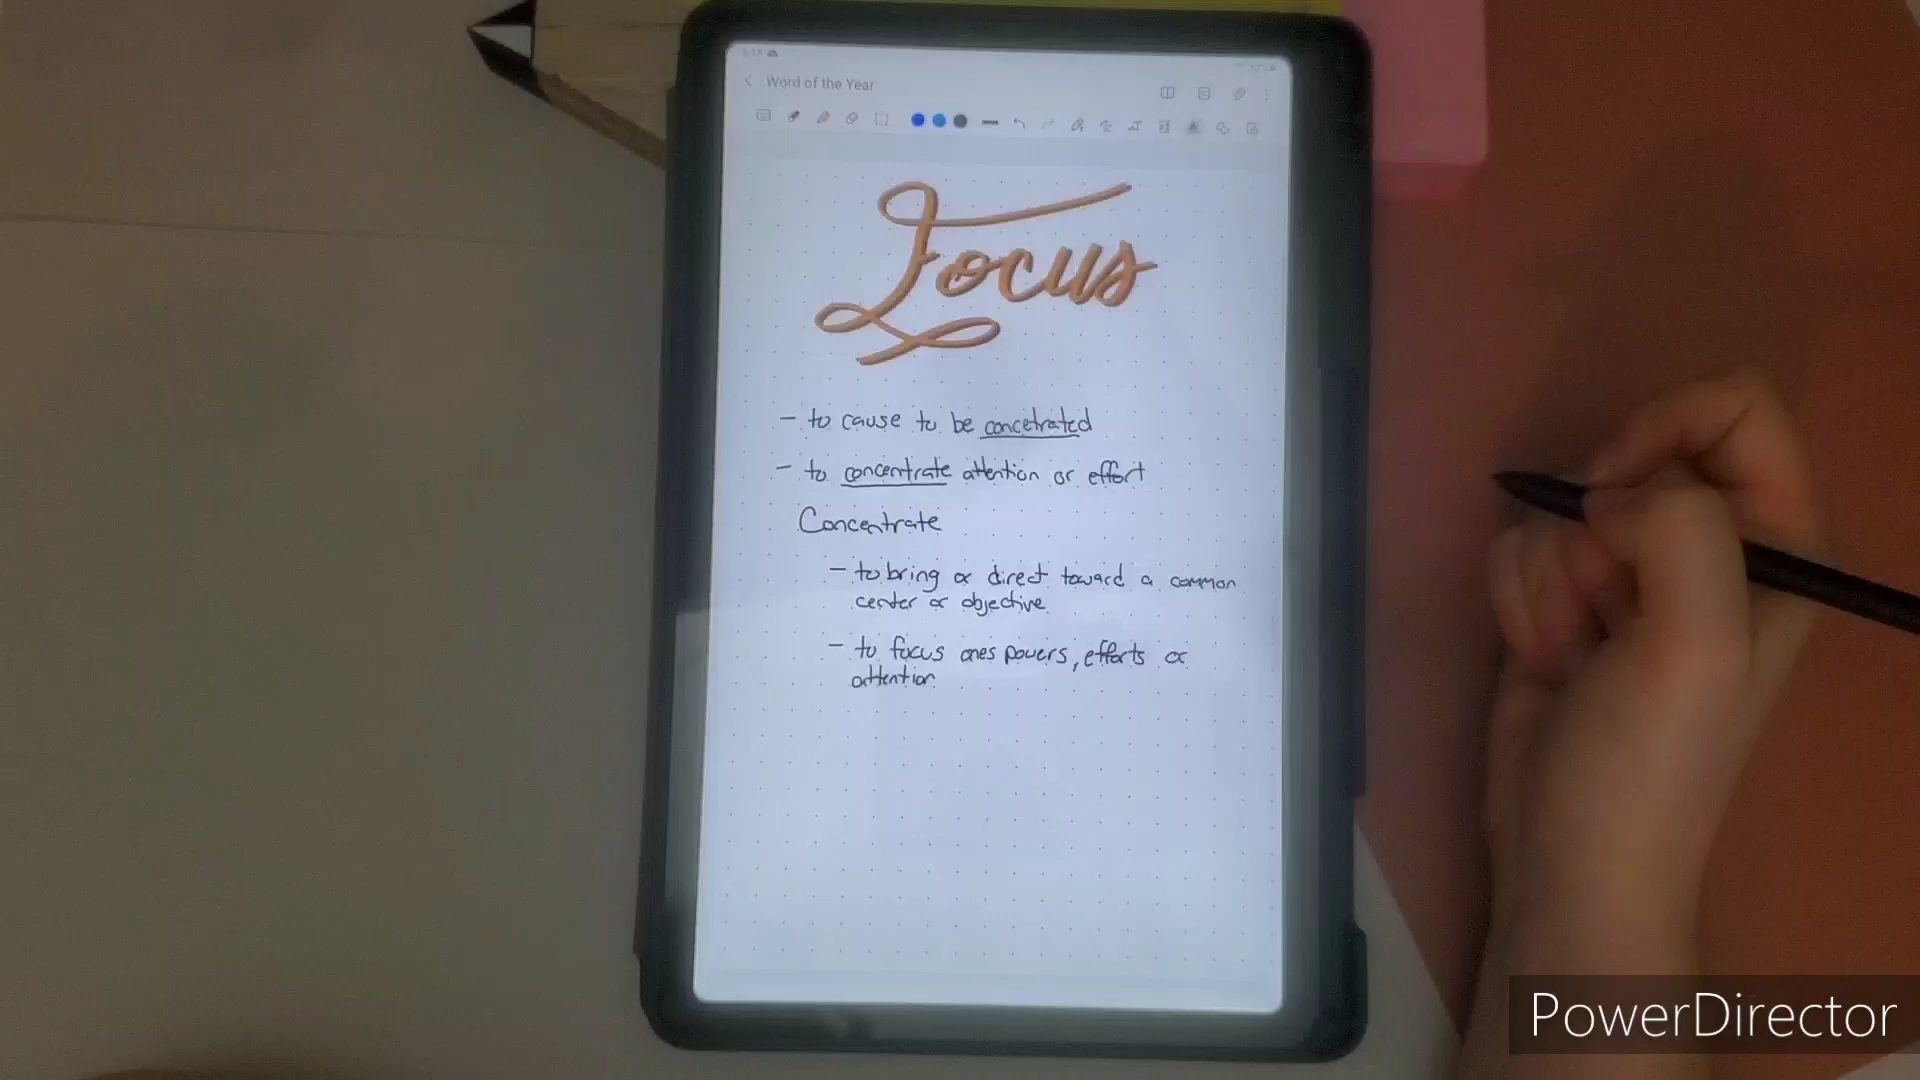 Word of the Year
Focus
- to cause to be concetrated
- to concentrate attention or effort
Concentrate
- to bring or direct toward a common
center or objective
- to focus ones powers, efforts or
attention
PowerDirector